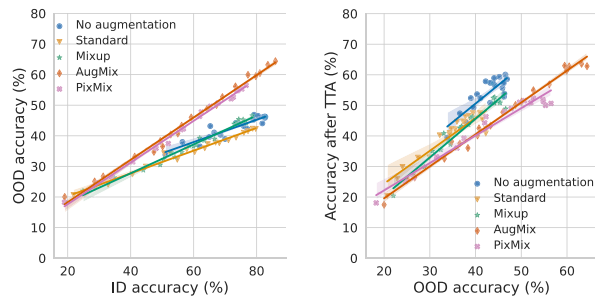 80
70
60
50
40
30
20
10
0
20
40
60
80
OOD accuracy (%)
ID accuracy (%)
No augmentation
Standard
Mixup
AugMix
PixMix
80
70
60
50
40
30
20
10
0
20
30
40
50
60
Accuracy after TTA (%)
OOD accuracy (%)
No augmentation
Standard
Mixup
AugMix
PixMix